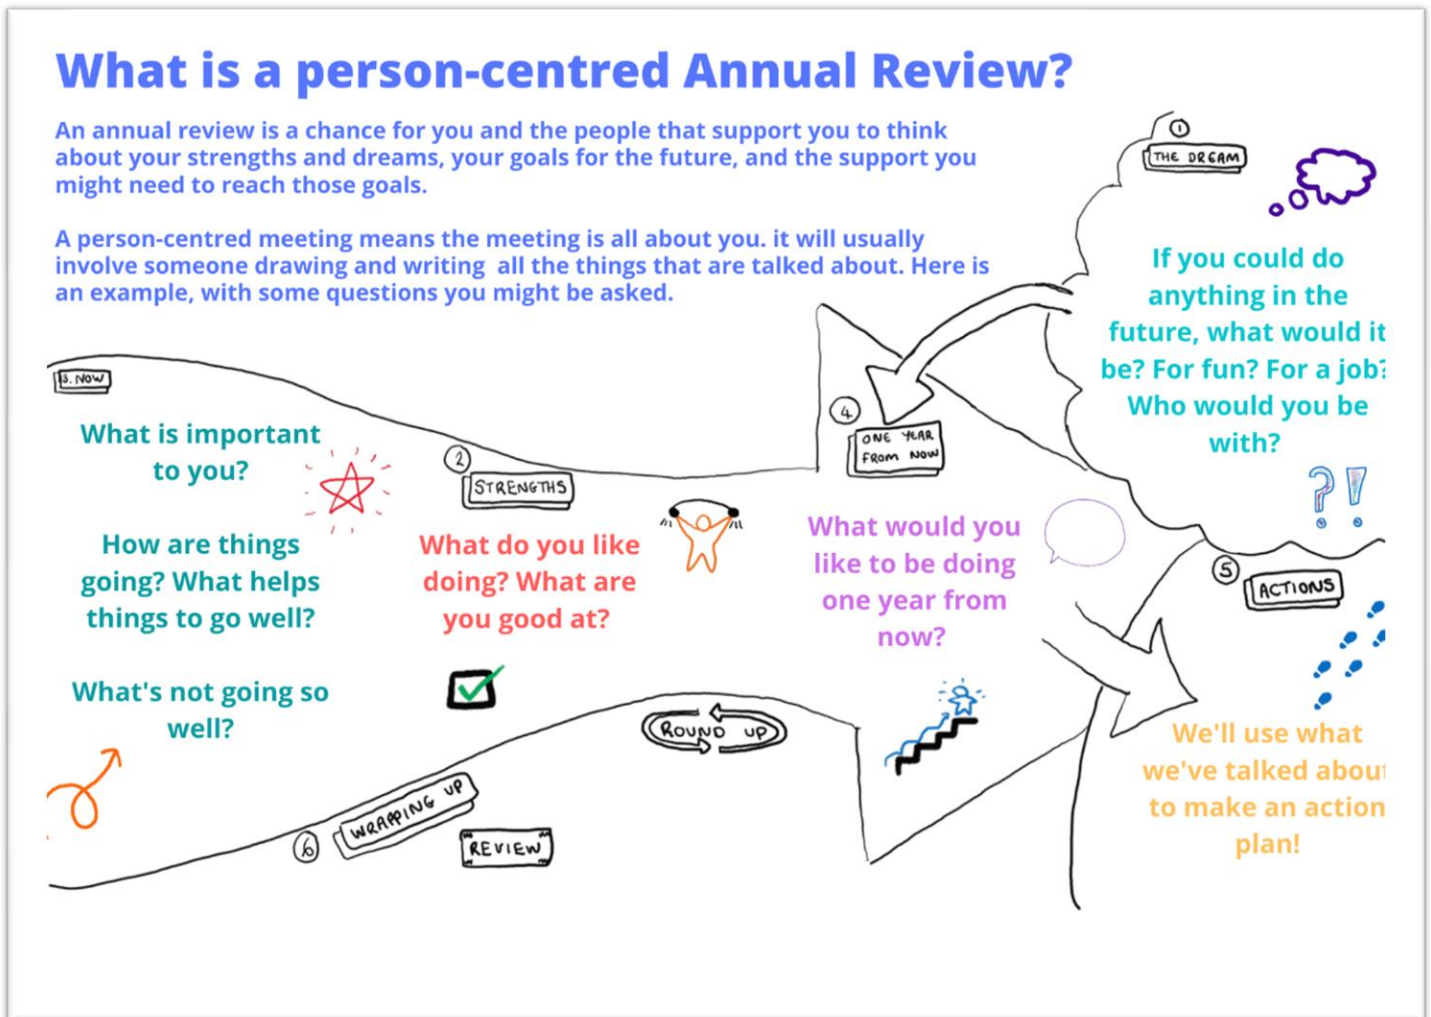 What is a person-centred Annual Review?
An annual review is a chance for you and the people that support you to think
about your strengths and dreams, your goals for the future, and the support you
might need to reach those goals.
A person-centred meeting means the meeting is all about you. it will usually
involve someone drawing and writing all the things that are talked about. Here is
an example, with some questions you might be asked.
1
THE DREAM
If you could do
anything in the
future, what would it
be? For fun? For a job?
Who would you be
with?
?!
3. NOW
What is important
to you?
How are things
going? What helps
things to go well?
What's not going so
well?
2
STRENGTHS
What do you like
doing? What are
you good at?
4
ONE YEAR
FROM NOW
What would you
like to be doing
one year from
now?
5
ACTIONS
We'll use what
we've talked about
to make an action
plan!
ROUND UP
6
WRAPPING UP
REVIEW